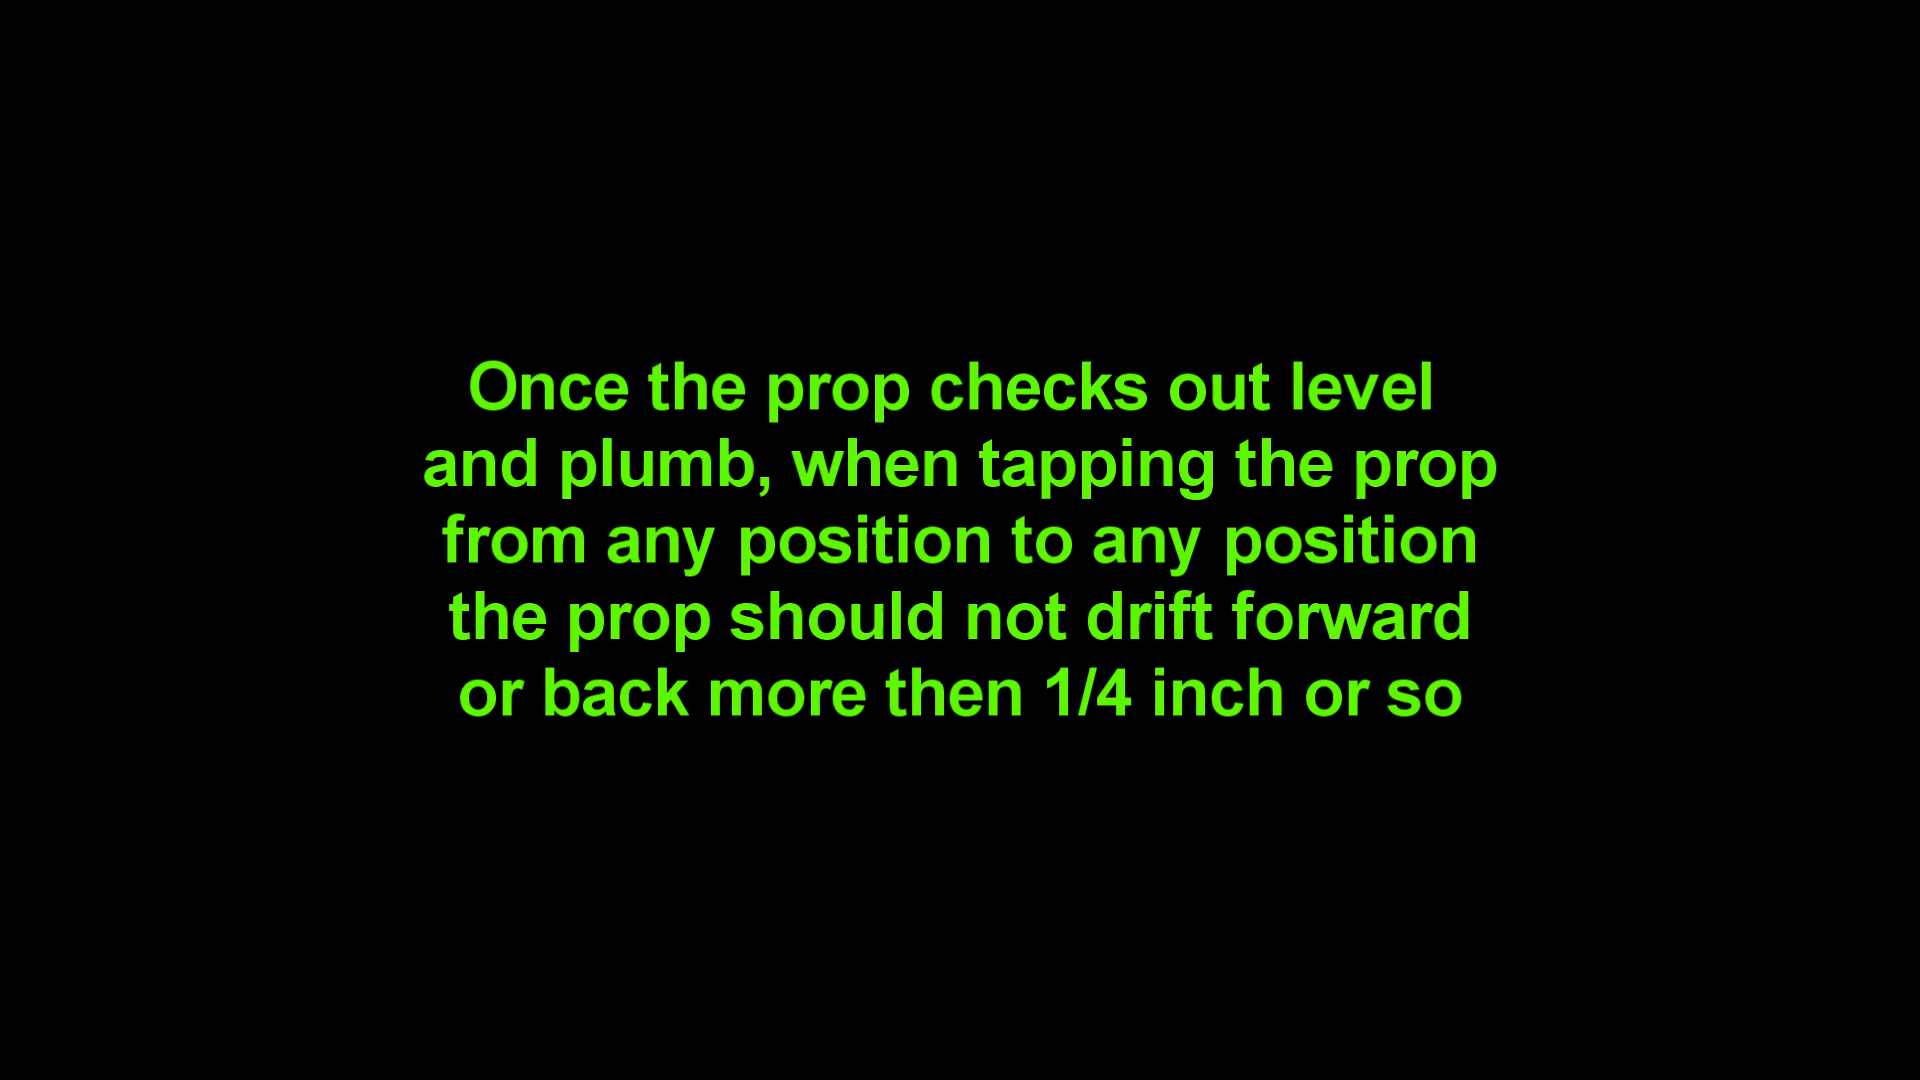 Once the prop checks out level
and plumb, when tapping the prop
from any position to any position
the prop should not drift forward
or back more then 1/4 inch or so